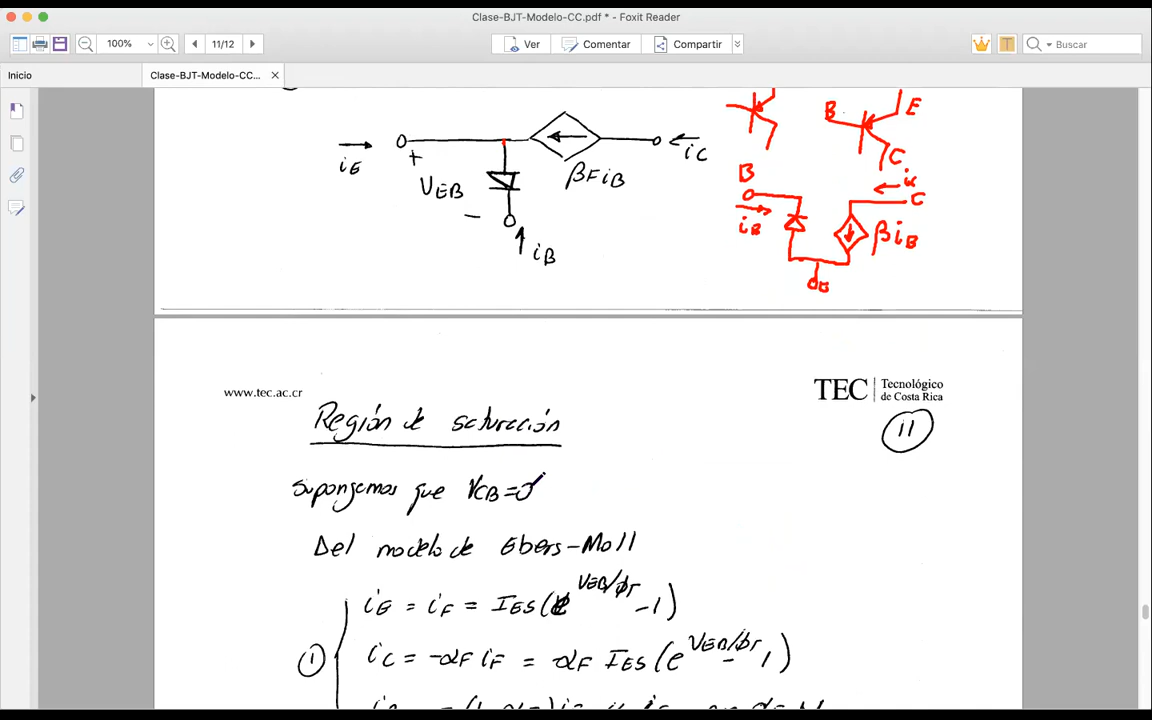 Clase-BJT-Modelo-CC.pdf * - Foxit Reader
100%
11/12
Ver
Comentar
Compartir
Buscar
Inicio
Clase-BJT-Modelo-CC...
iE
+
VEB
-
iB
βF iB
iC
B
E
C
B
iB
C
βiB
www.tec.ac.cr
TEC | Tecnológico
de Costa Rica
11
Región de saturación
Supongamos que VCB=0
Del modelo de Ebers-Moll
iE = iF = IES(e^VEB/ϕT -1)
1
iC = -αF iF = αF IES (e^VEB/ϕT - 1)